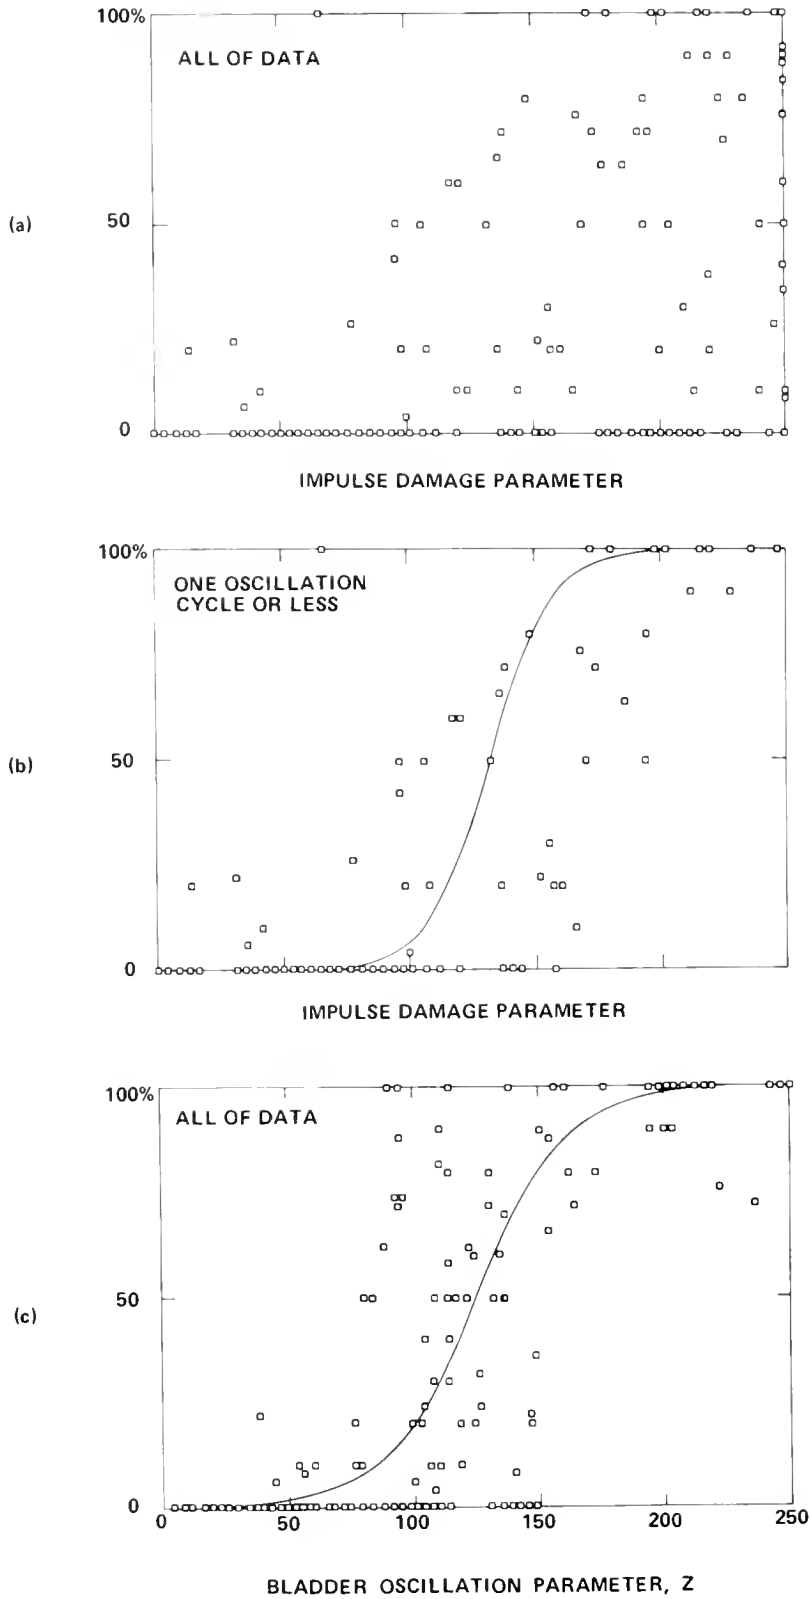 100%
ALL OF DATA
(a)
50
0
IMPULSE DAMAGE PARAMETER
100%
ONE OSCILLATION
CYCLE OR LESS
(b)
50
0
IMPULSE DAMAGE PARAMETER
100%
ALL OF DATA
(c)
50
0
0
50
100
150
200
250
BLADDER OSCILLATION PARAMETER, Z